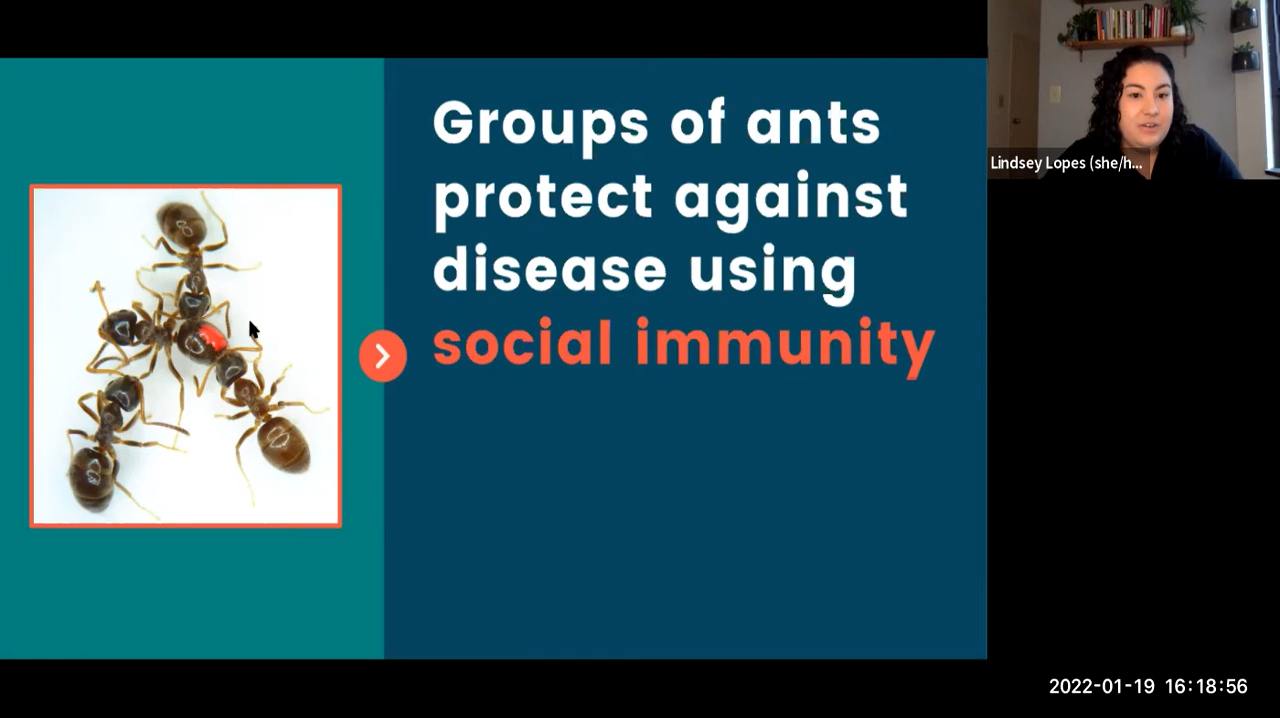 Groups of ants
protect against
disease using
social immunity
Lindsey Lopes (she/h...
2022-01-19 16:18:56